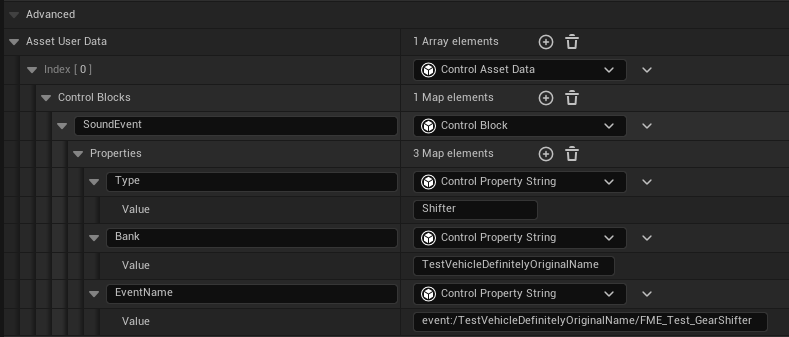 Advanced
Asset User Data 1 Array elements
Index [ 0 ] Control Asset Data
Control Blocks 1 Map elements
SoundEvent Control Block
Properties 3 Map elements
Type Control Property String
Value Shifter
Bank Control Property String
Value TestVehicleDefinitelyOriginalName
EventName Control Property String
Value event:/TestVehicleDefinitelyOriginalName/FME_Test_GearShifter